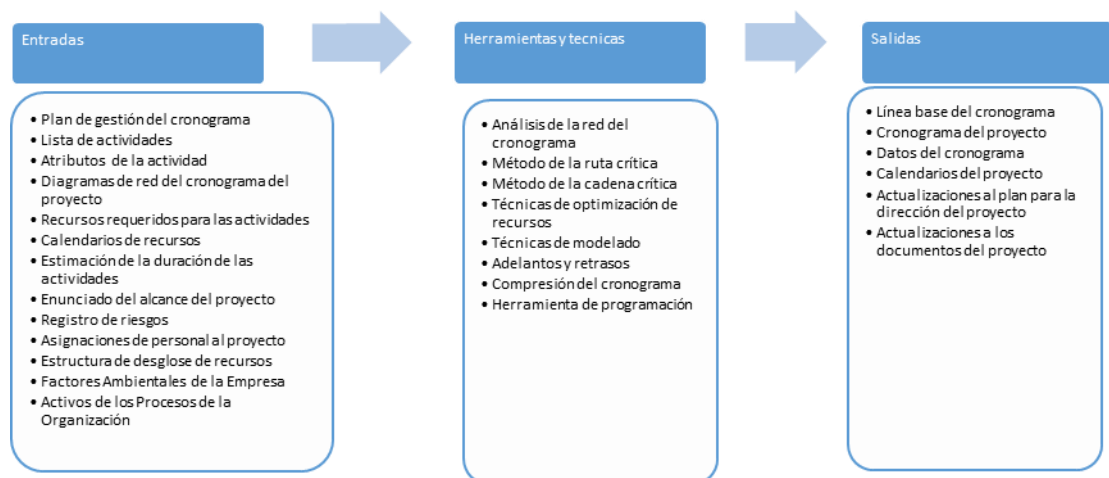 Entradas
• Plan de gestión del cronograma
• Lista de actividades
• Atributos de la actividad
• Diagramas de red del cronograma del
proyecto
• Recursos requeridos para las actividades
• Calendarios de recursos
• Estimación de la duración de las
actividades
• Enunciado del alcance del proyecto
• Registro de riesgos
• Asignaciones de personal al proyecto
• Estructura de desglose de recursos
• Factores Ambientales de la Empresa
• Activos de los Procesos de la
Organización
Herramientas y tecnicas
• Análisis de la red del
cronograma
• Método de la ruta crítica
• Método de la cadena crítica
• Técnicas de optimización de
recursos
• Técnicas de modelado
• Adelantos y retrasos
• Compresión del cronograma
• Herramienta de programación
Salidas
• Línea base del cronograma
• Cronograma del proyecto
• Datos del cronograma
• Calendarios del proyecto
• Actualizaciones al plan para la
dirección del proyecto
• Actualizaciones a los
documentos del proyecto